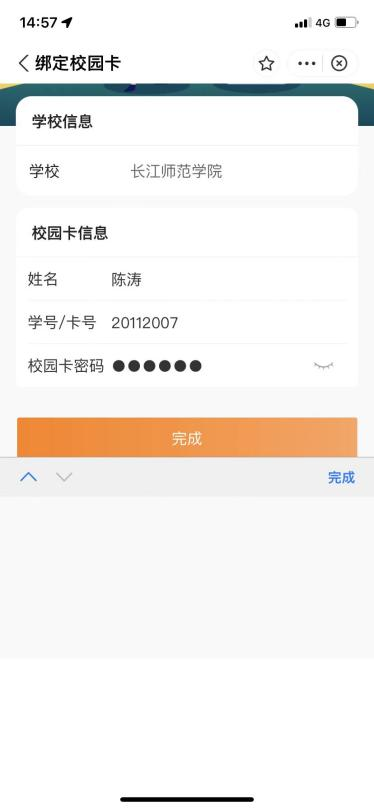 14:57
4G
绑定校园卡
学校信息
学校 长江师范学院
校园卡信息
姓名 陈涛
学号/卡号 20112007
校园卡密码 ●●●●●●
完成
完成